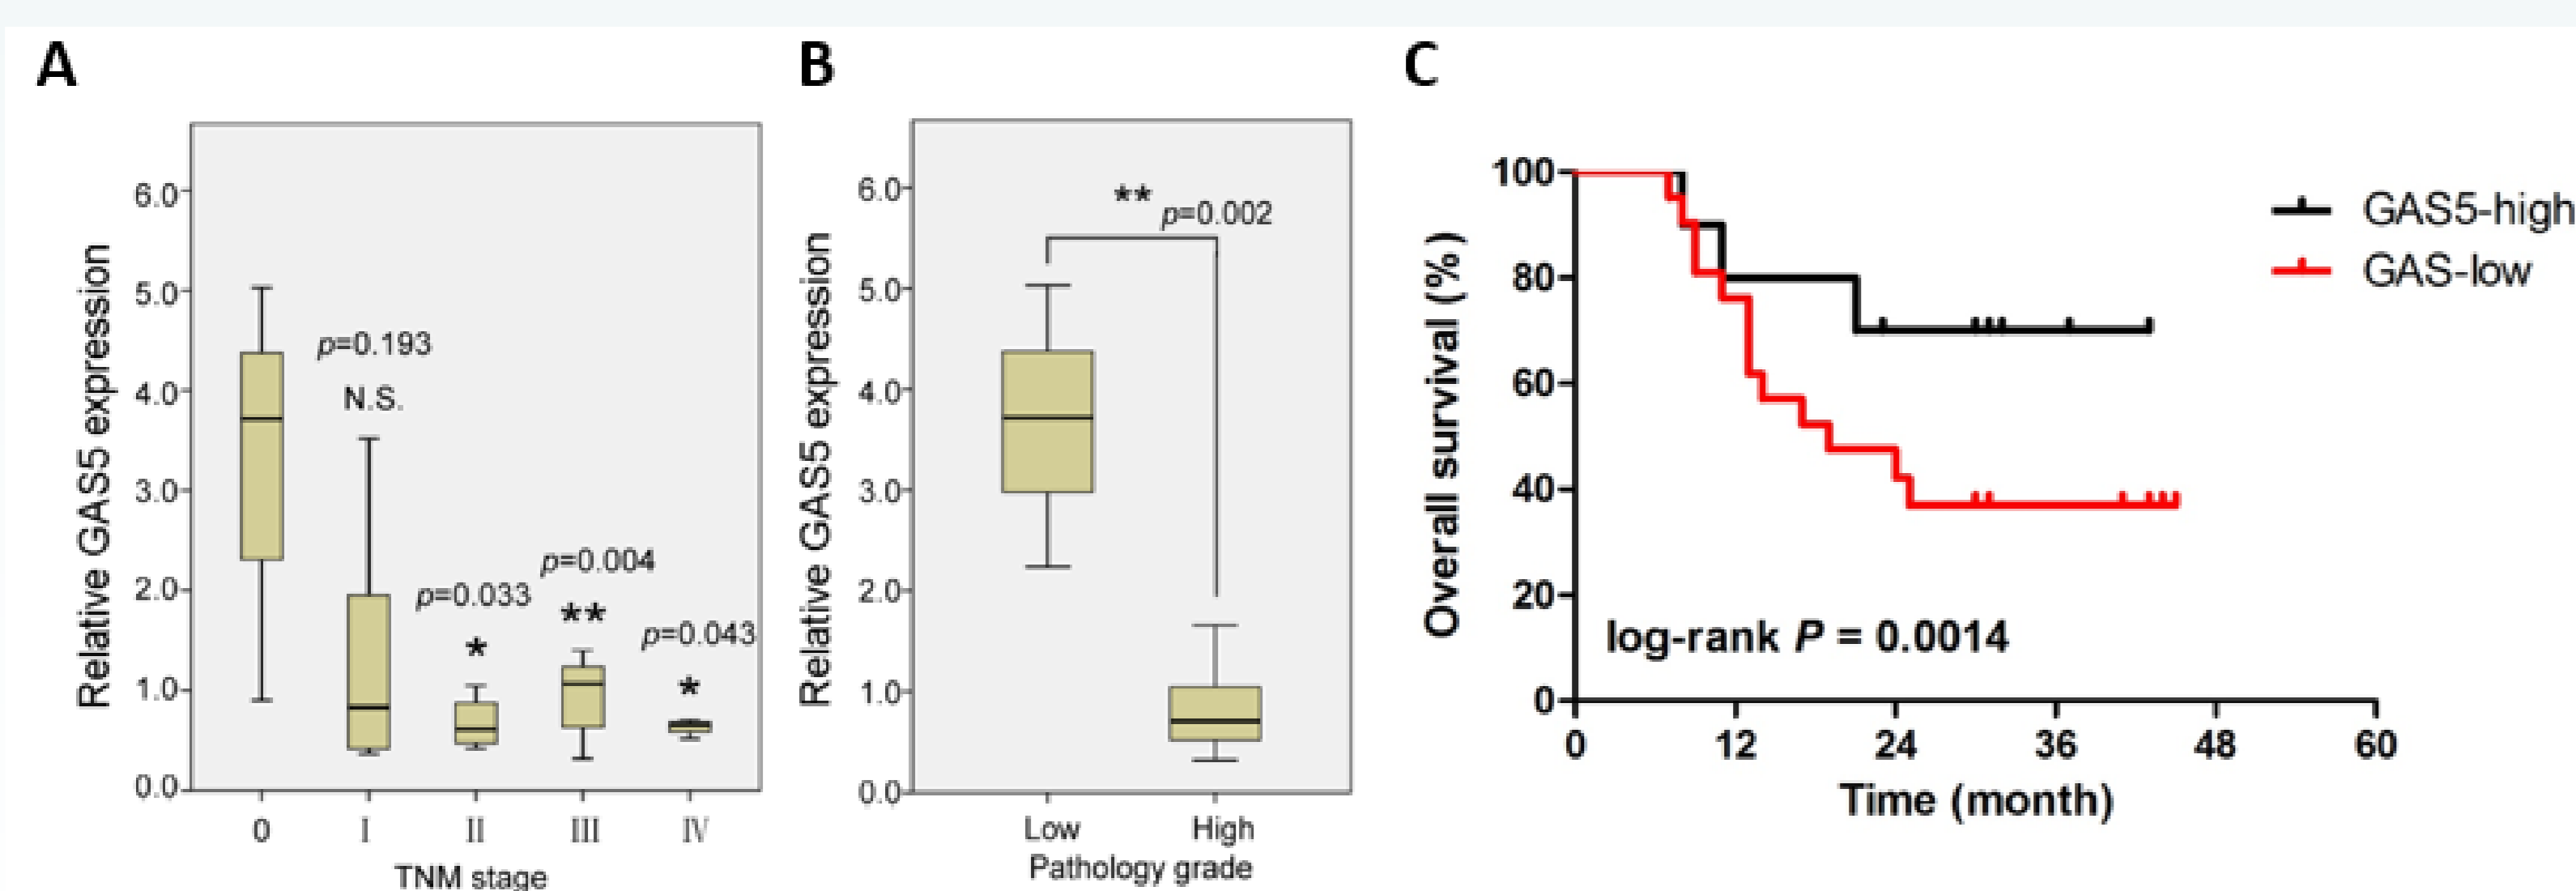 A
Relative GAS5 expression
6.0
5.0
4.0
3.0
2.0
1.0
0.0
p=0.193
N.S.
p=0.033
*
p=0.004
**
p=0.043
*
0 I II III IV
TNM stage
B
Relative GAS5 expression
6.0
5.0
4.0
3.0
2.0
1.0
0.0
**
p=0.002
Low High
Pathology grade
C
Overall survival (%)
100
80
60
40
20
0
log-rank P = 0.0014
0 12 24 36 48 60
Time (month)
GAS5-high
GAS-low